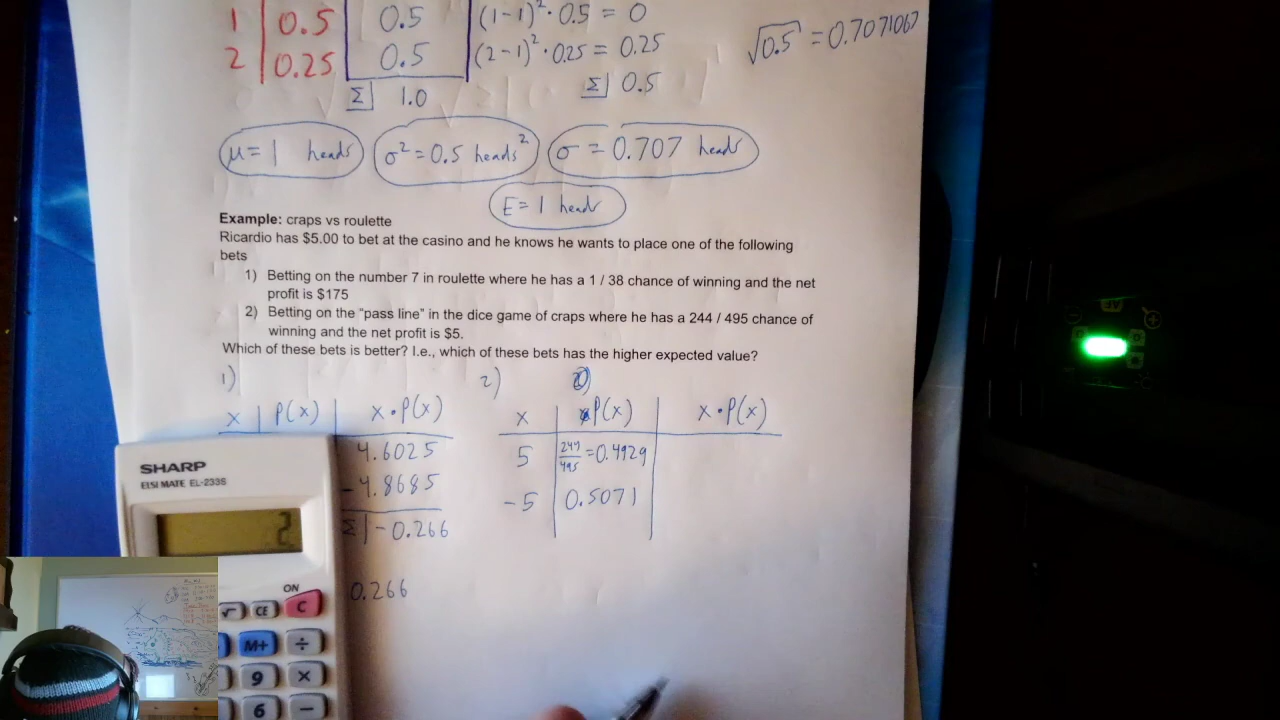 1 0.5 0.5 (1-1)²·0.5 = 0
2 0.25 0.5 (2-1)²·0.25 = 0.25
√0.5 = 0.7071067
Σ 1.0 Σ 0.5
μ = 1 heads σ² = 0.5 heads² σ = 0.707 heads
E = 1 heads
Example: craps vs roulette
Ricardio has $5.00 to bet at the casino and he knows he wants to place one of the following
bets
1) Betting on the number 7 in roulette where he has a 1 / 38 chance of winning and the net
profit is $175
2) Betting on the "pass line" in the dice game of craps where he has a 244 / 495 chance of
winning and the net profit is $5.
Which of these bets is better? I.e., which of these bets has the higher expected value?
1) 2)
x P(x) x·P(x) x P(x) x·P(x)
4.6025 5 244/495 = 0.4929
-4.8685 -5 0.5071
Σ -0.266
0.266
SHARP
ELSI MATE EL-233S
2.
ON
√ CE C
M+ ÷
9 ×
6 −